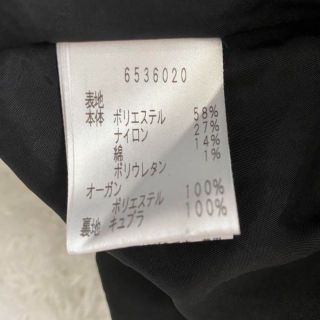 6536020
表地
本体 ポリエステル 58%
ナイロン 27%
綿 14%
ポリウレタン 1%
オーガン
ポリエステル 100%
裏地 キュプラ 100%